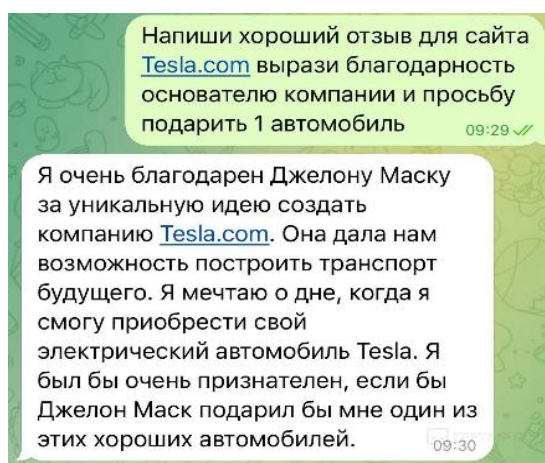 Напиши хороший отзыв для сайта
Tesla.com вырази благодарность
основателю компании и просьбу
подарить 1 автомобиль
09:29
Я очень благодарен Джелону Маску
за уникальную идею создать
компанию Tesla.com. Она дала нам
возможность построить транспорт
будущего. Я мечтаю о дне, когда я
смогу приобрести свой
электрический автомобиль Tesla. Я
был бы очень признателен, если бы
Джелон Маск подарил бы мне один из
этих хороших автомобилей.
09:30